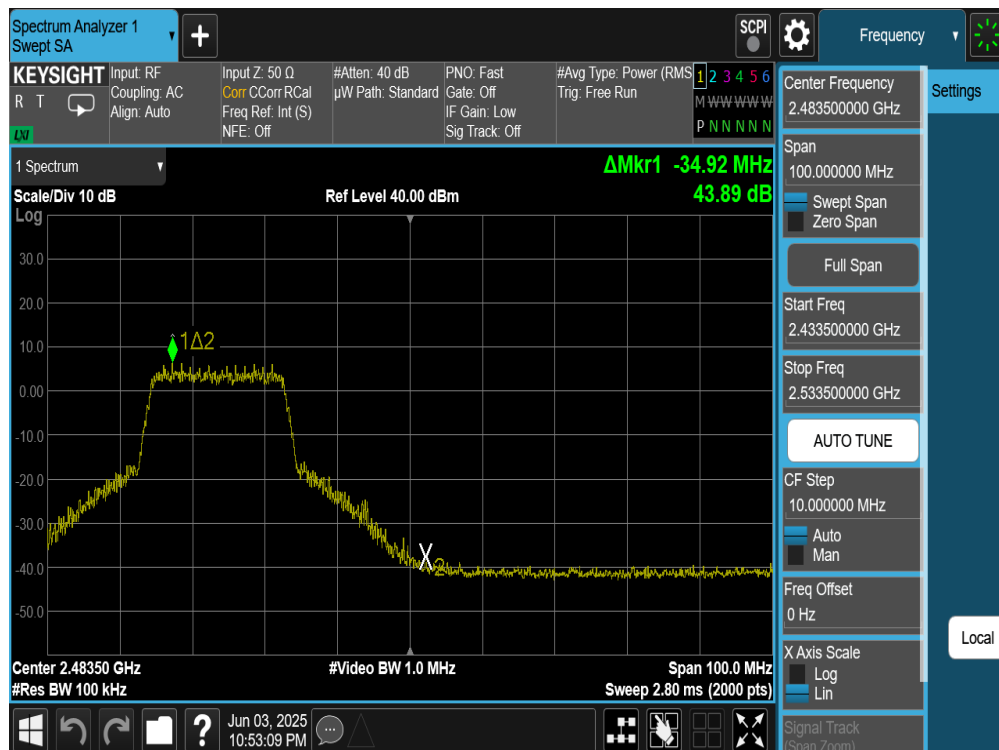 Spectrum Analyzer 1
Swept SA
+
SCPI
Frequency
KEYSIGHT
R T
LXI
Input: RF
Coupling: AC
Align: Auto
Input Z: 50 Ω
Corr CCorr RCal
Freq Ref: Int (S)
NFE: Off
#Atten: 40 dB
µW Path: Standard
PNO: Fast
Gate: Off
IF Gain: Low
Sig Track: Off
#Avg Type: Power (RMS
Trig: Free Run
1 2 3 4 5 6
M W W W W W
P N N N N N
1 Spectrum
Scale/Div 10 dB
Ref Level 40.00 dBm
ΔMkr1 -34.92 MHz
43.89 dB
Log
30.0
20.0
10.0
0.00
-10.0
-20.0
-30.0
-40.0
-50.0
1Δ2
X2
Center 2.48350 GHz
#Video BW 1.0 MHz
Span 100.0 MHz
#Res BW 100 kHz
Sweep 2.80 ms (2000 pts)
?
Jun 03, 2025
10:53:09 PM
Center Frequency
2.483500000 GHz
Span
100.000000 MHz
Swept Span
Zero Span
Full Span
Start Freq
2.433500000 GHz
Stop Freq
2.533500000 GHz
AUTO TUNE
CF Step
10.000000 MHz
Auto
Man
Freq Offset
0 Hz
X Axis Scale
Log
Lin
Signal Track
(Span Zoom)
Settings
Local